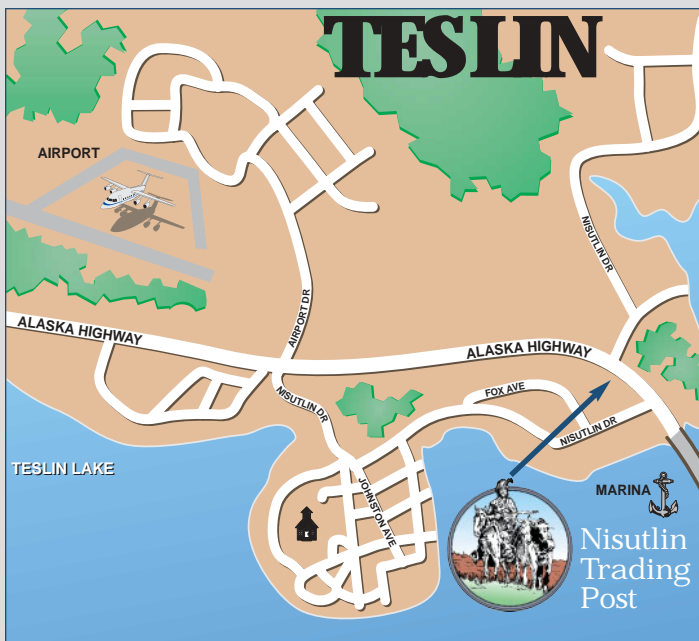 TESLIN
AIRPORT
NISUTLIN DR
AIRPORT DR
ALASKA HIGHWAY
ALASKA HIGHWAY
FOX AVE
NISUTLIN DR
NISUTLIN DR
TESLIN LAKE
JOHNSTON AVE
MARINA
Nisutlin
Trading
Post